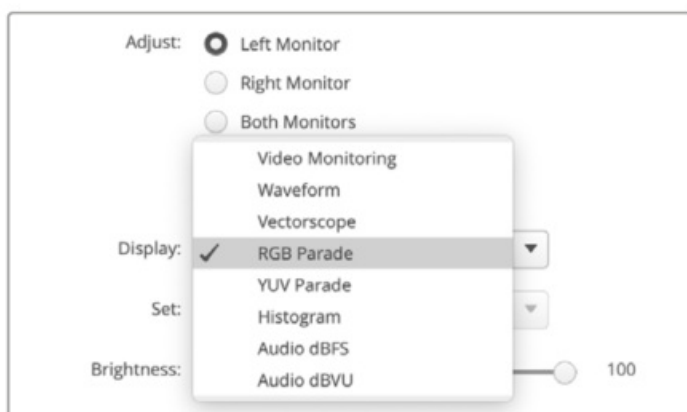 Adjust: Left Monitor
Right Monitor
Both Monitors
Video Monitoring
Waveform
Vectorscope
Display: ✓ RGB Parade
YUV Parade
Set:
Histogram
Audio dBFS
Brightness: 100
Audio dBVU